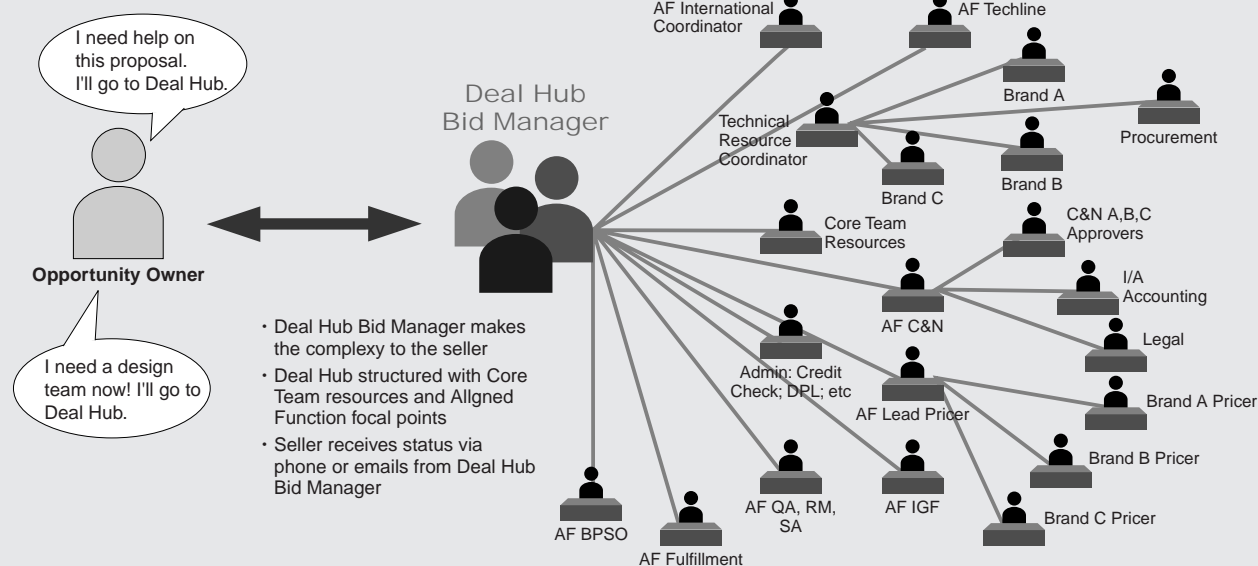 I need help on
this proposal.
I'll go to Deal Hub.
Opportunity Owner
I need a design
team now! I'll go to
Deal Hub.
Deal Hub
Bid Manager
· Deal Hub Bid Manager makes
the complexy to the seller
· Deal Hub structured with Core
Team resources and Allgned
Function focal points
· Seller receives status via
phone or emails from Deal Hub
Bid Manager
AF International
Coordinator
AF Techline
Technical
Resource
Coordinator
Brand A
Procurement
Brand B
Brand C
Core Team
Resources
C&N A,B,C
Approvers
I/A
Accounting
AF C&N
Legal
Admin: Credit
Check; DPL; etc
AF Lead Pricer
Brand A Pricer
Brand B Pricer
Brand C Pricer
AF BPSO
AF Fulfillment
AF QA, RM,
SA
AF IGF